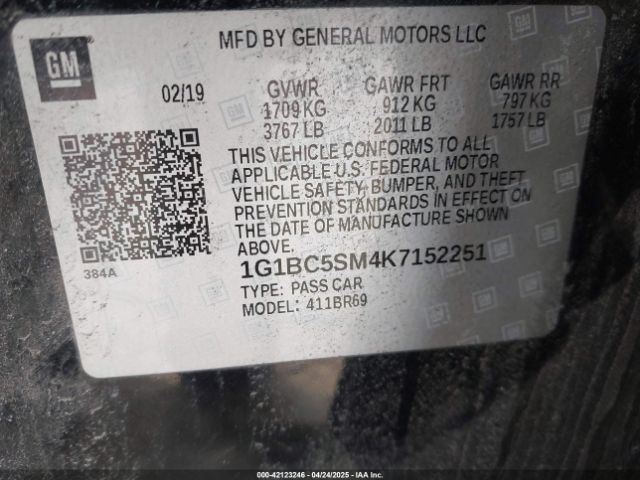 GM
MFD BY GENERAL MOTORS LLC
02/19 GVWR GAWR FRT GAWR RR
1709 KG 912 KG 797 KG
3767 LB 2011 LB 1757 LB
THIS VEHICLE CONFORMS TO ALL
APPLICABLE U.S. FEDERAL MOTOR
VEHICLE SAFETY, BUMPER, AND THEFT
PREVENTION STANDARDS IN EFFECT ON
THE DATE OF MANUFACTURE SHOWN
ABOVE.
384A
1G1BC5SM4K7152251
TYPE: PASS CAR
MODEL: 411BR69
000-42123246 - 04/24/2025 - IAA Inc.